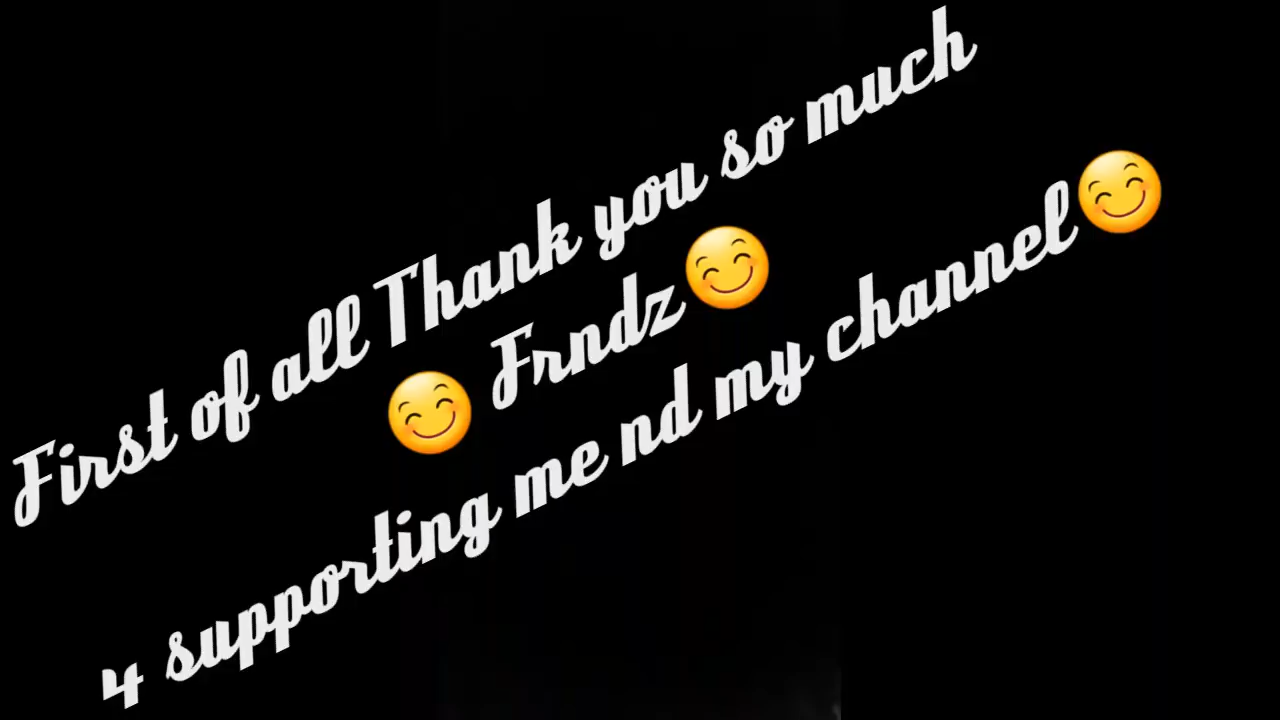 First of all Thank you so much
😊 Frndz😊
4 supporting me nd my channel😊